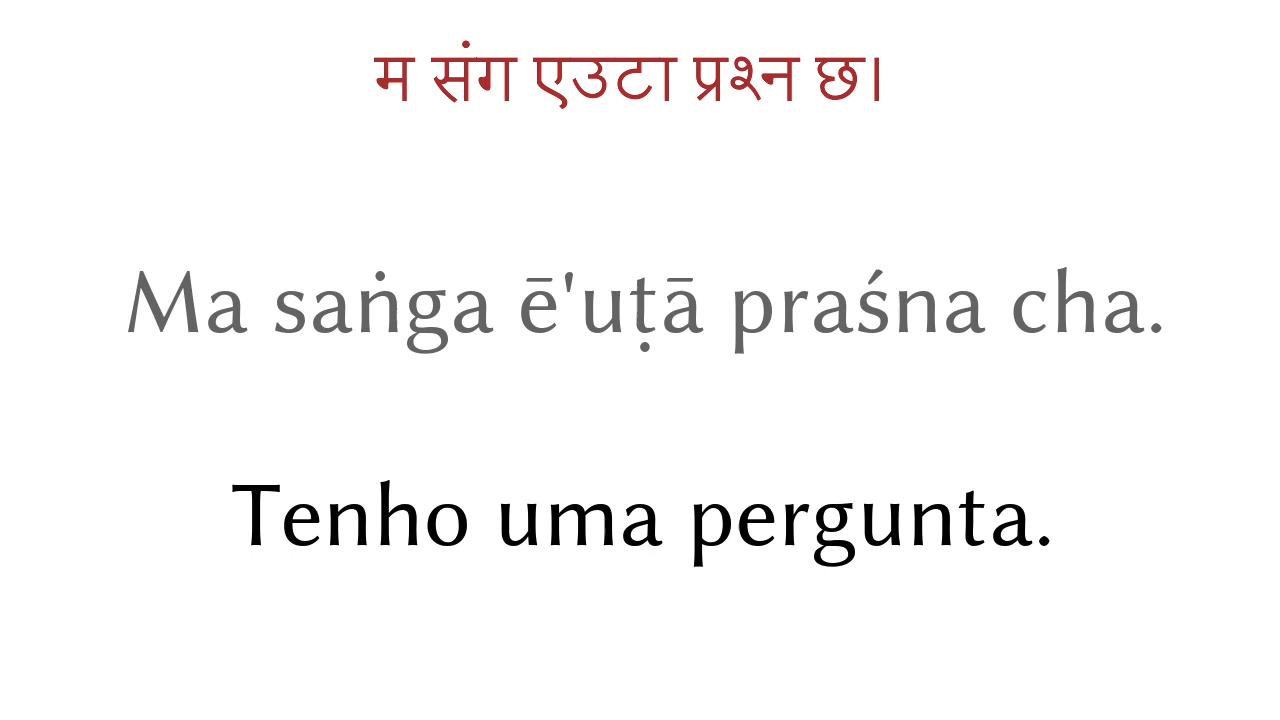 म संग एउटा प्रश्न छ।
Ma saṅga ē'uṭā praśna cha.
Tenho uma pergunta.